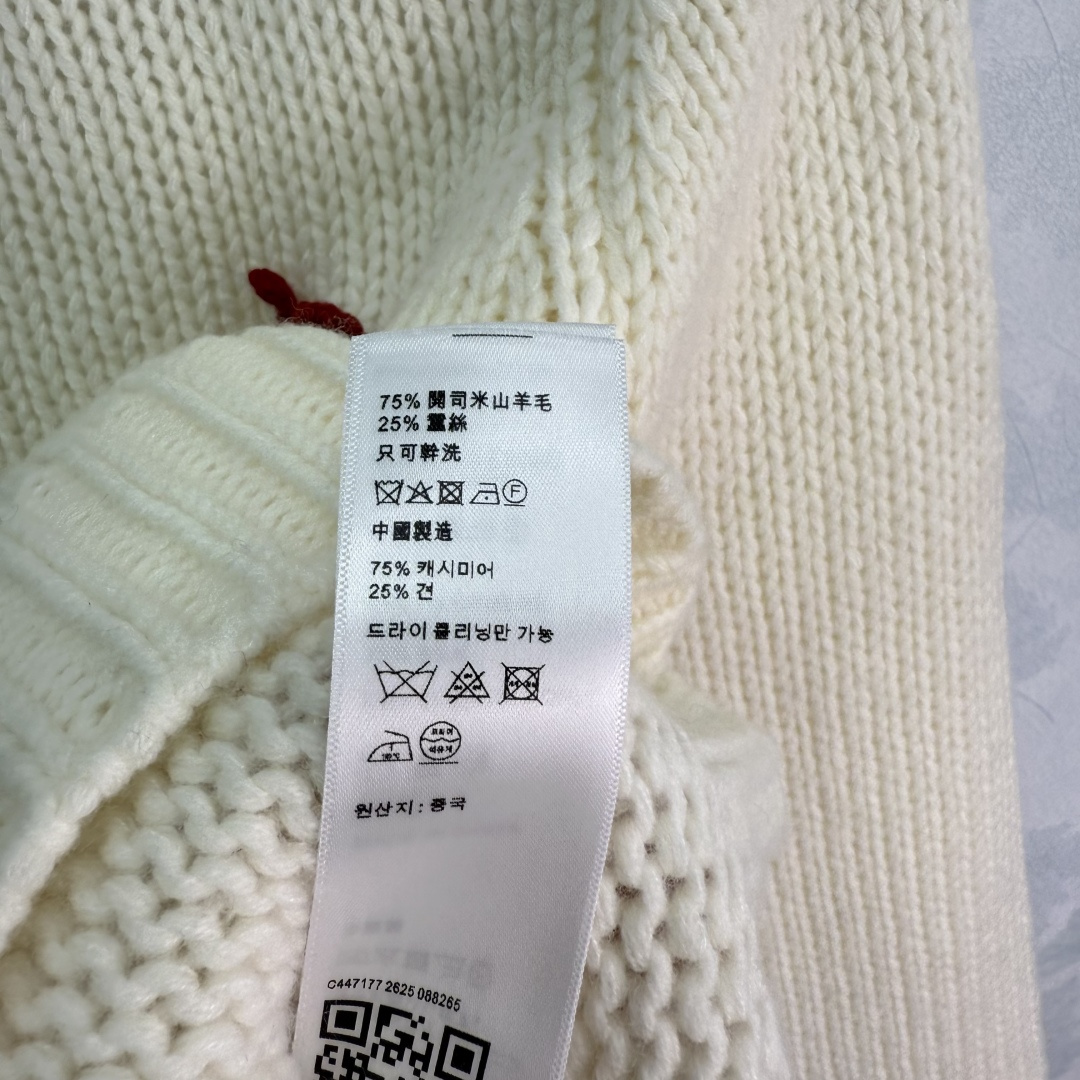 75% 開司米山羊毛
25% 蠶絲
只可幹洗
F
中國製造
75% 캐시미어
25% 견
드라이 클리닝만 가능
원산지: 중국
C447177 2625 088265